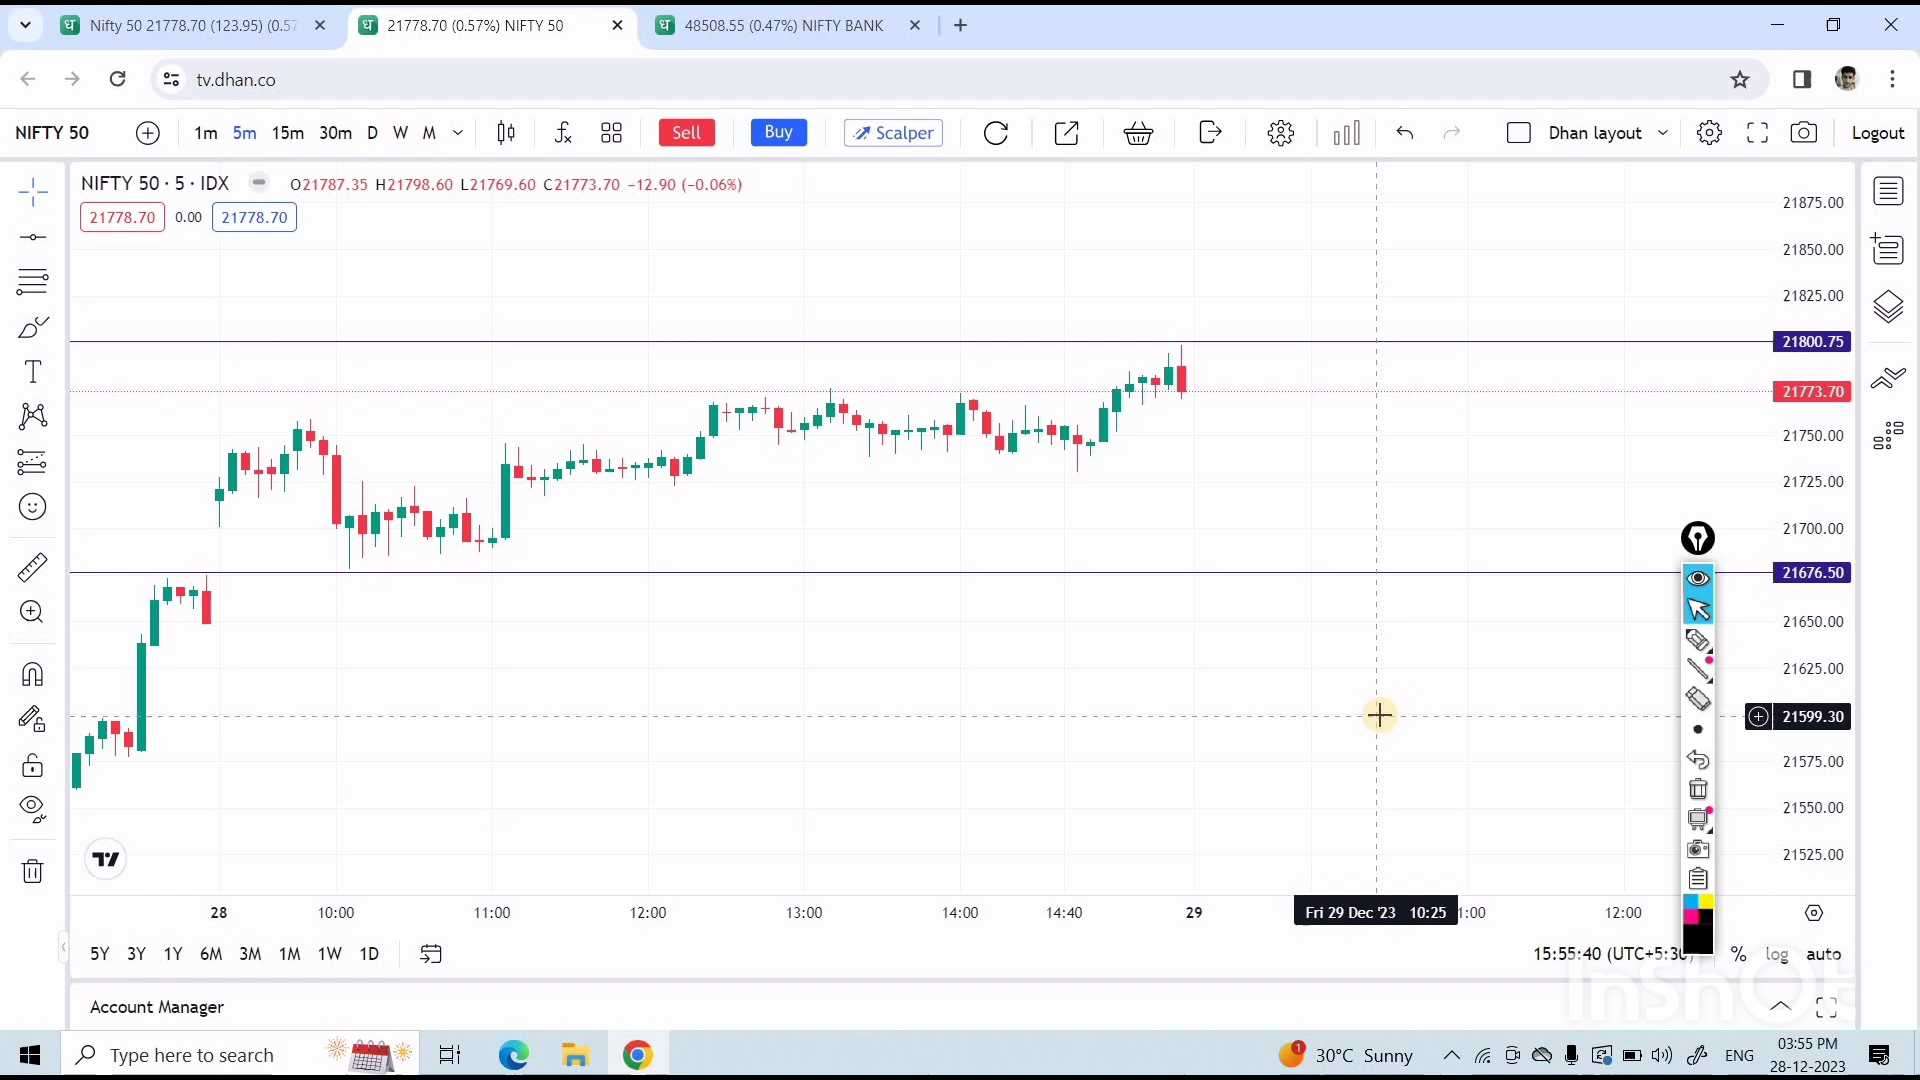 Nifty 50 21778.70 (123.95) (0.57
21778.70 (0.57%) NIFTY 50
48508.55 (0.47%) NIFTY BANK
tv.dhan.co
NIFTY 50 1m 5m 15m 30m D W M Sell Buy Scalper Dhan layout Logout
NIFTY 50 · 5 · IDX O21787.35 H21798.60 L21769.60 C21773.70 −12.90 (−0.06%)
21778.70 0.00 21778.70
21875.00
21850.00
21825.00
21800.75
21773.70
21750.00
21725.00
21700.00
21676.50
21650.00
21625.00
21599.30
21575.00
21550.00
21525.00
28 10:00 11:00 12:00 13:00 14:00 14:40 29 Fri 29 Dec '23 10:25 1:00 12:00
5Y 3Y 1Y 6M 3M 1M 1W 1D 15:55:40 (UTC+5:30) % log auto
InShOt
Account Manager
Type here to search 1 30°C Sunny ENG 03:55 PM
28-12-2023